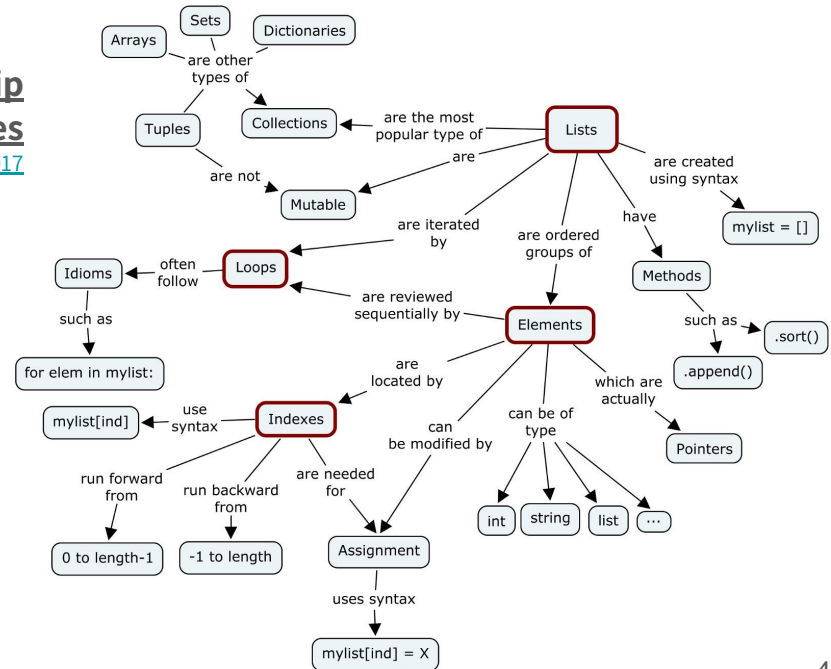 Sets
Dictionaries
Arrays
are other
types of
ip
es
17
Tuples
Collections
are the most
popular type of
Lists
are
are not
Mutable
are created
using syntax
mylist = []
are iterated
by
are ordered
groups of
have
Methods
Idioms
often
follow
Loops
are reviewed
sequentially by
Elements
such as
.sort()
.append()
such as
for elem in mylist:
are
located by
which are
actually
Pointers
mylist[ind]
use
syntax
Indexes
can
be modified by
can be of
type
run forward
from
run backward
from
are needed
for
int
string
list
...
0 to length-1
-1 to length
Assignment
uses syntax
mylist[ind] = X